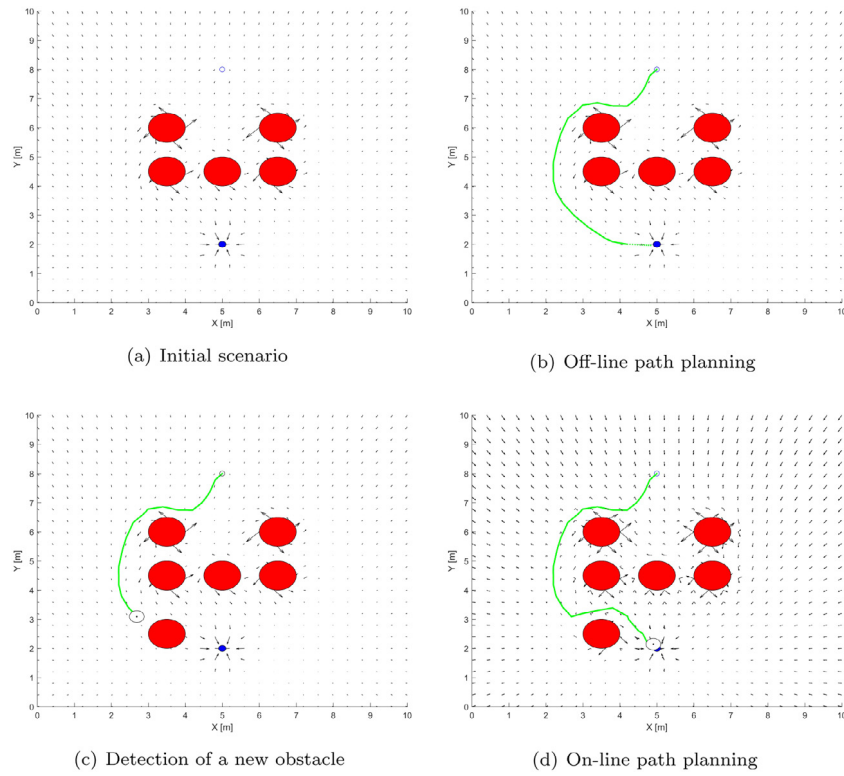 10
9
8
7
6
5
4
3
2
1
0
Y [m]
0 1 2 3 4 5 6 7 8 9 10
X [m]
(a) Initial scenario
10
9
8
7
6
5
4
3
2
1
0
Y [m]
0 1 2 3 4 5 6 7 8 9 10
X [m]
(b) Off-line path planning
10
9
8
7
6
5
4
3
2
1
0
Y [m]
0 1 2 3 4 5 6 7 8 9 10
X [m]
(c) Detection of a new obstacle
10
9
8
7
6
5
4
3
2
1
0
Y [m]
0 1 2 3 4 5 6 7 8 9 10
X [m]
(d) On-line path planning